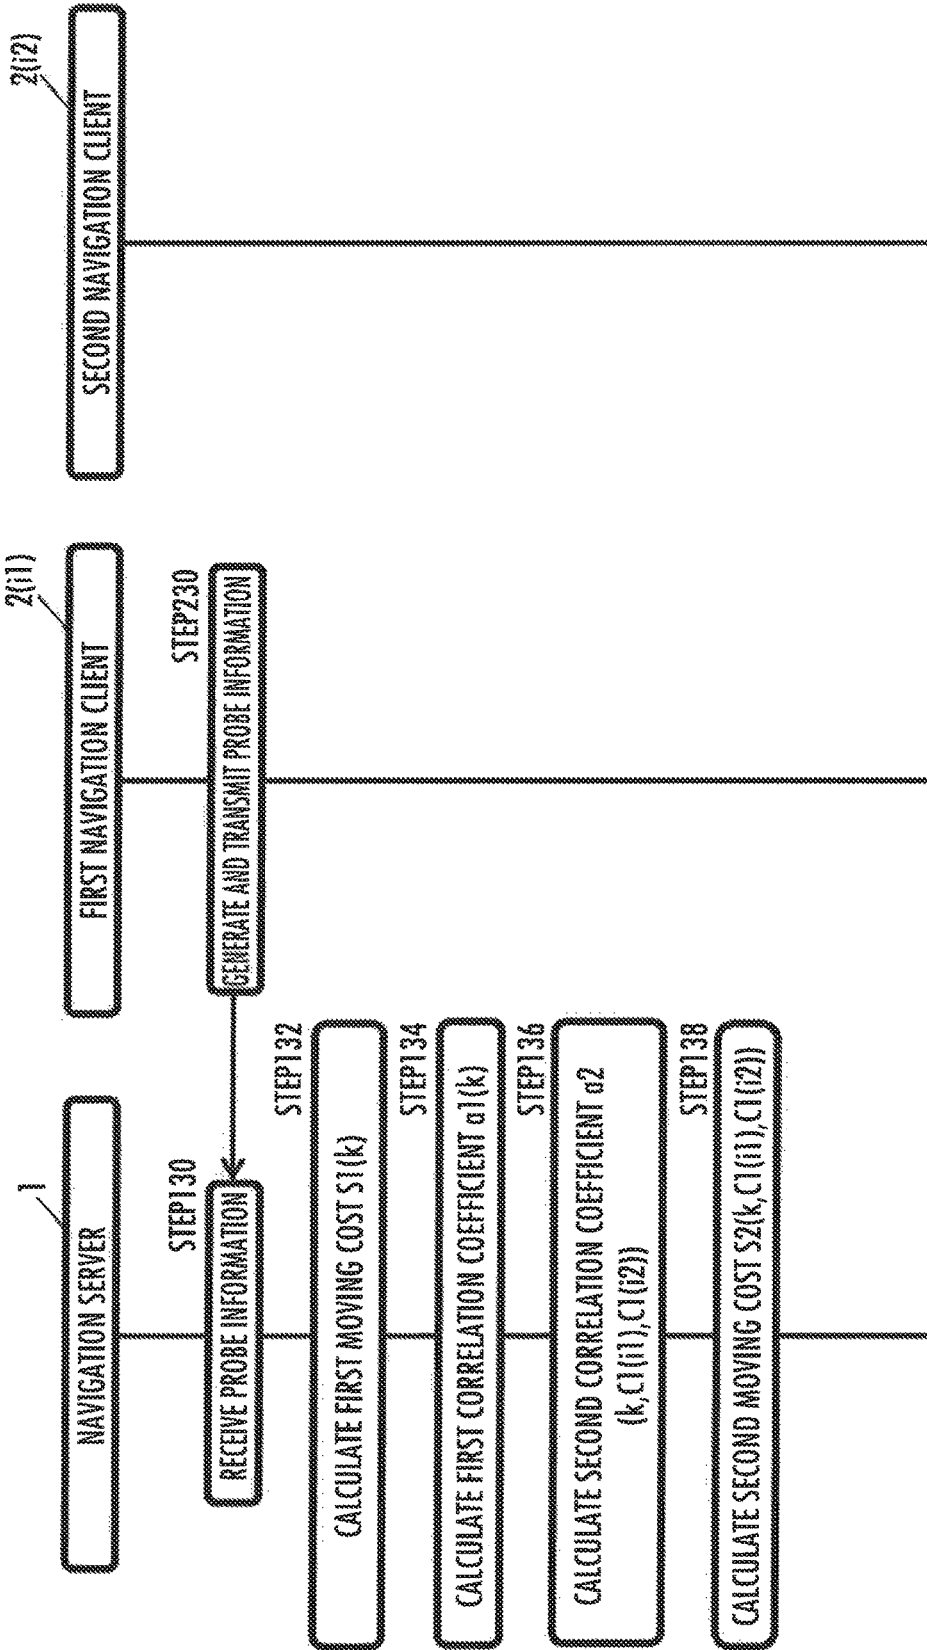 1
NAVIGATION SERVER
2(i1)
FIRST NAVIGATION CLIENT
2(i2)
SECOND NAVIGATION CLIENT
STEP230
GENERATE AND TRANSMIT PROBE INFORMATION
STEP130
RECEIVE PROBE INFORMATION
STEP132
CALCULATE FIRST MOVING COST S1(k)
STEP134
CALCULATE FIRST CORRELATION COEFFICIENT α1(k)
STEP136
CALCULATE SECOND CORRELATION COEFFICIENT α2
(k,C1(i1),C1(i2))
STEP138
CALCULATE SECOND MOVING COST S2(k,C1(i1),C1(i2))